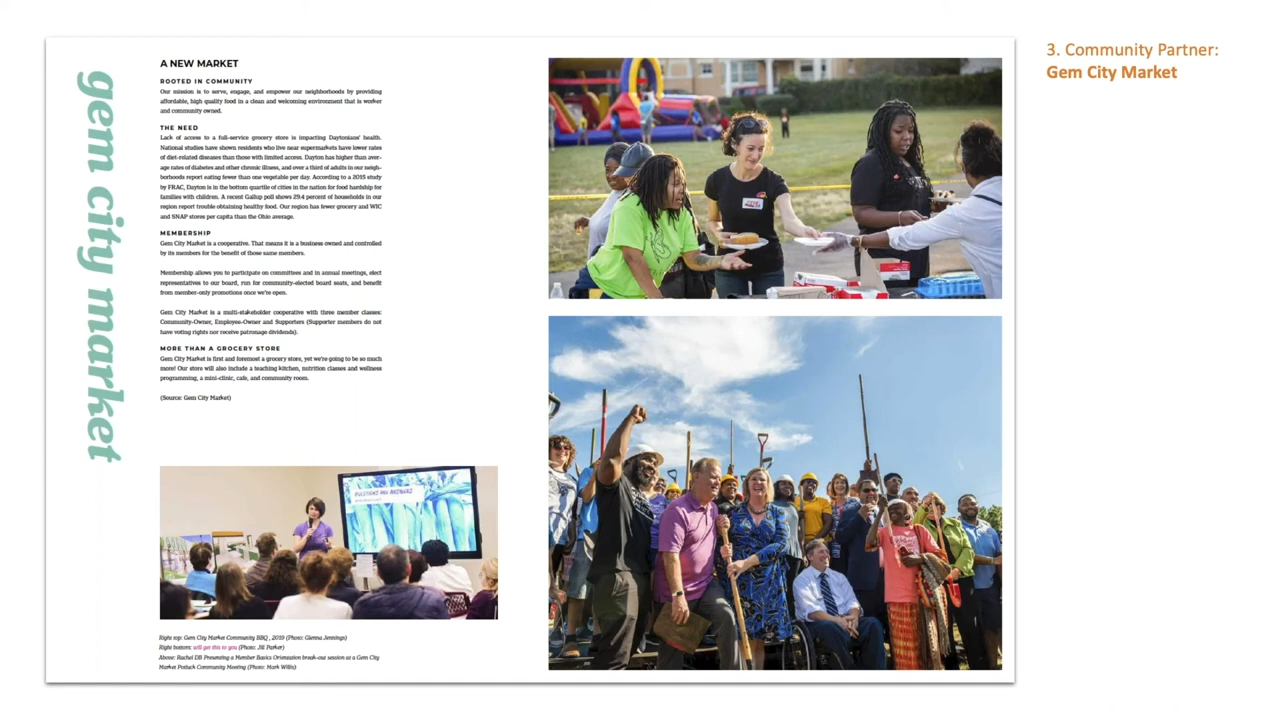 3. Community Partner:
Gem City Market
gem city market
A NEW MARKET
ROOTED IN COMMUNITY
Our mission is to serve, engage, and empower our neighborhoods by providing
affordable, high quality food in a clean and welcoming environment that is worker
and community owned.
THE NEED
Lack of access to a full-service grocery store is impacting Daytonians' health.
National studies have shown residents who live near supermarkets have lower rates
of diet-related diseases than those with limited access. Dayton has higher than aver-
age rates of diabetes and other chronic illness, and over a third of adults in our neigh-
borhoods report eating fewer than one vegetable per day. According to a 2015 study
by FRAC, Dayton is in the bottom quartile of cities in the nation for food hardship for
families with children. A recent Gallup poll shows 29.4 percent of households in our
region report trouble obtaining healthy food. Our region has fewer grocery and WIC
and SNAP stores per capita than the Ohio average.
MEMBERSHIP
Gem City Market is a cooperative. That means it is a business owned and controlled
by its members for the benefit of those same members.
Membership allows you to participate on committees and in annual meetings, elect
representatives to our board, run for community-elected board seats, and benefit
from member-only promotions once we're open.
Gem City Market is a multi-stakeholder cooperative with three member classes:
Community-Owner, Employee-Owner and Supporters (Supporter members do not
have voting rights nor receive patronage dividends).
MORE THAN A GROCERY STORE
Gem City Market is first and foremost a grocery store, yet we're going to be so much
more! Our store will also include a teaching kitchen, nutrition classes and wellness
programming, a mini-clinic, cafe, and community room.
(Source: Gem City Market)
QUESTIONS AND ANSWERS
Right top: Gem City Market Community BBQ , 2019 (Photo: Glenna Jennings)
Right bottom: will get this to you (Photo: Jill Parker)
Above: Rachel DB Presenting a Member Basics Orienation break-out session at a Gem City
Market Potluck Community Meeting (Photo: Mark Willis)